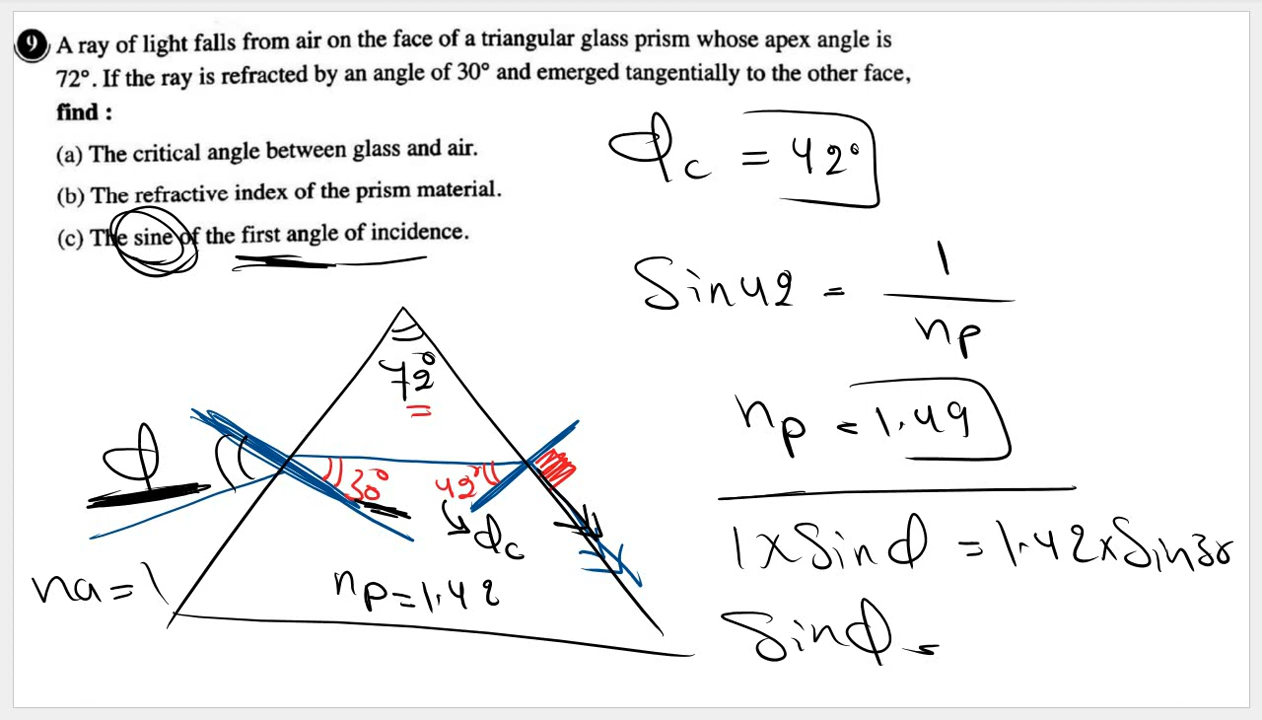 9 A ray of light falls from air on the face of a triangular glass prism whose apex angle is
72°. If the ray is refracted by an angle of 30° and emerged tangentially to the other face,
find :
(a) The critical angle between glass and air.
(b) The refractive index of the prism material.
(c) The sine of the first angle of incidence.
ϕc = 42°
Sin42 = 1/np
np = 1.49
1×Sinϕ = 1.42×Sin30
Sinϕ =
72°
ϕ
30°
42°
ϕc
na=1
np=1.42